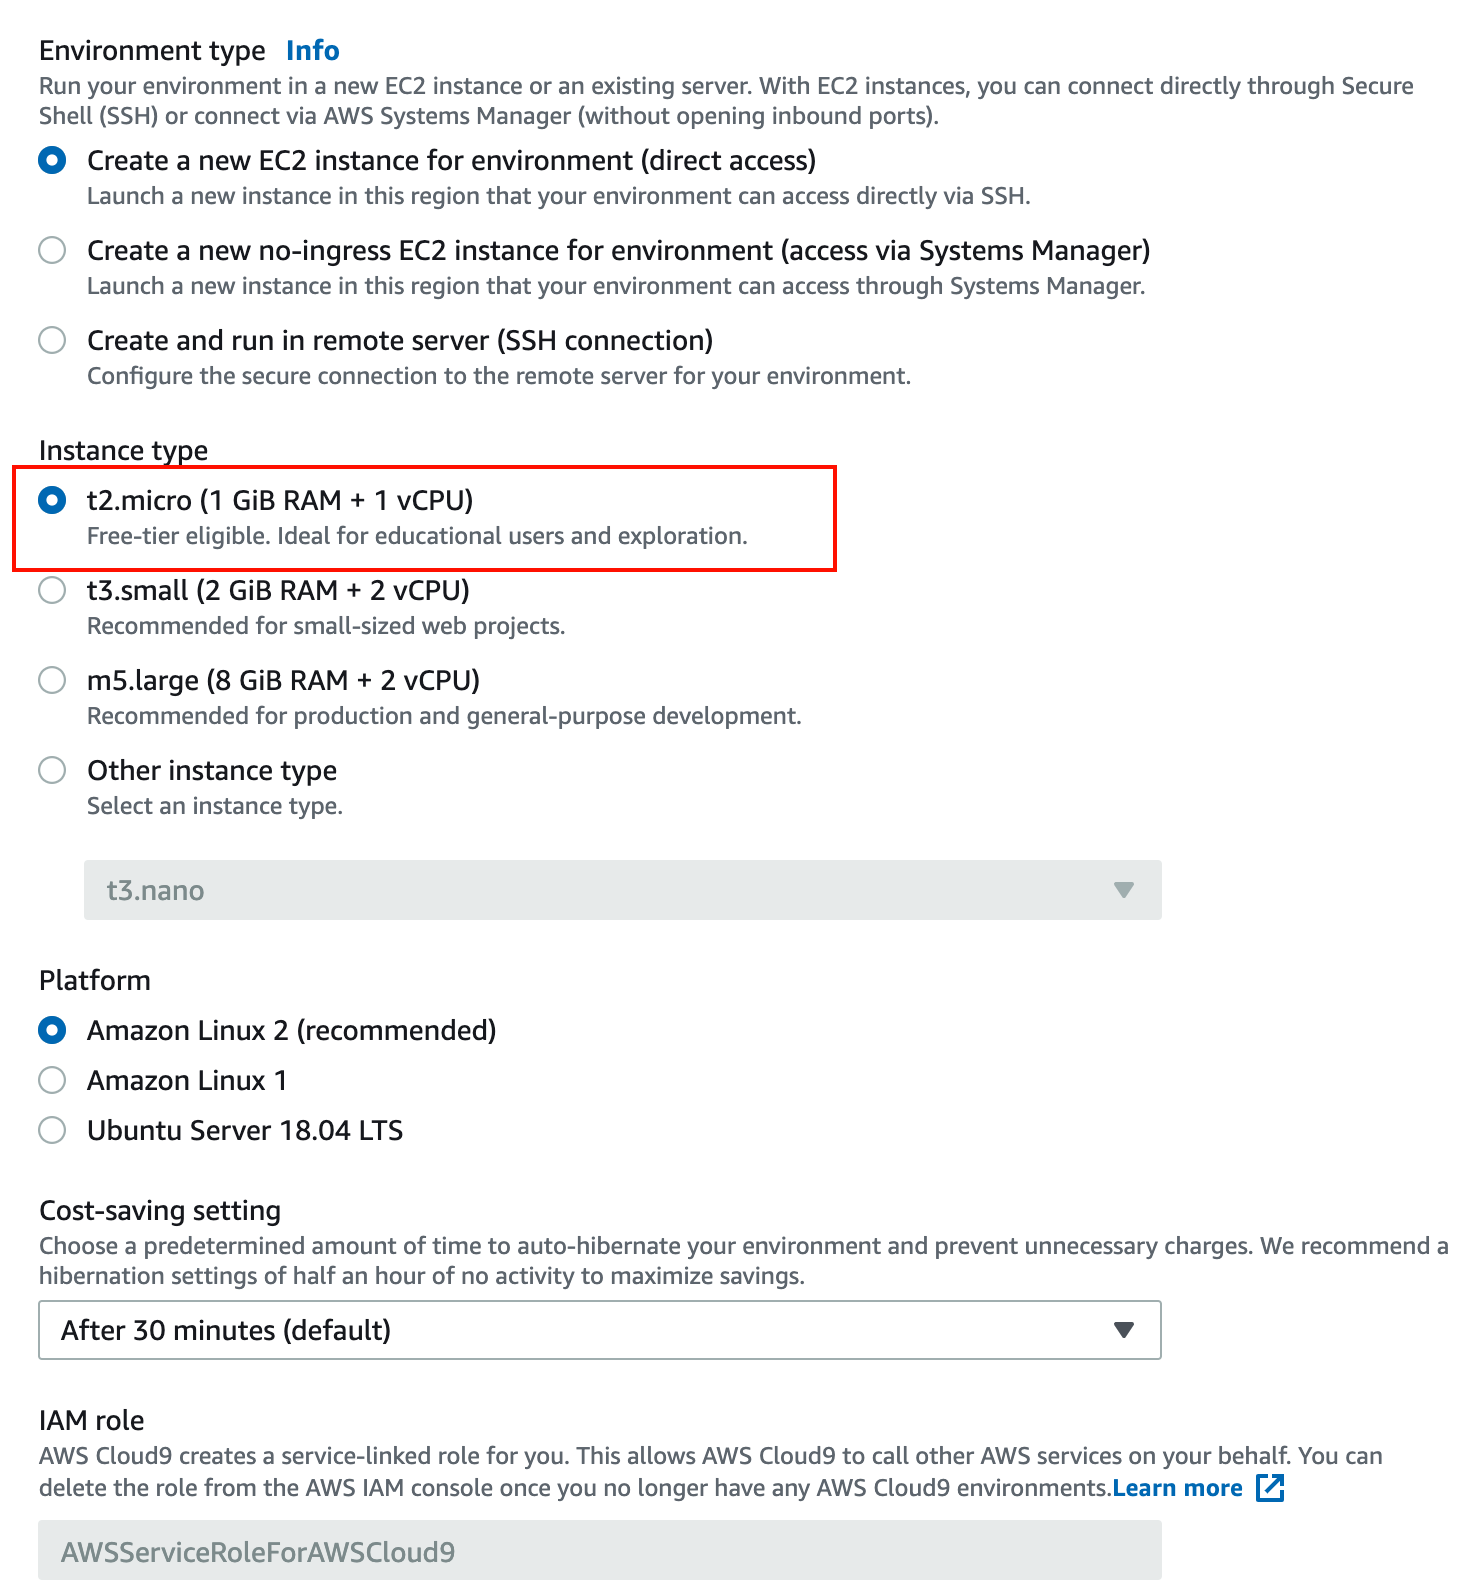 Environment type Info
Run your environment in a new EC2 instance or an existing server. With EC2 instances, you can connect directly through Secure
Shell (SSH) or connect via AWS Systems Manager (without opening inbound ports).
Create a new EC2 instance for environment (direct access)
Launch a new instance in this region that your environment can access directly via SSH.
Create a new no-ingress EC2 instance for environment (access via Systems Manager)
Launch a new instance in this region that your environment can access through Systems Manager.
Create and run in remote server (SSH connection)
Configure the secure connection to the remote server for your environment.
Instance type
t2.micro (1 GiB RAM + 1 vCPU)
Free-tier eligible. Ideal for educational users and exploration.
t3.small (2 GiB RAM + 2 vCPU)
Recommended for small-sized web projects.
m5.large (8 GiB RAM + 2 vCPU)
Recommended for production and general-purpose development.
Other instance type
Select an instance type.
t3.nano
Platform
Amazon Linux 2 (recommended)
Amazon Linux 1
Ubuntu Server 18.04 LTS
Cost-saving setting
Choose a predetermined amount of time to auto-hibernate your environment and prevent unnecessary charges. We recommend a
hibernation settings of half an hour of no activity to maximize savings.
After 30 minutes (default)
IAM role
AWS Cloud9 creates a service-linked role for you. This allows AWS Cloud9 to call other AWS services on your behalf. You can
delete the role from the AWS IAM console once you no longer have any AWS Cloud9 environments.Learn more
AWSServiceRoleForAWSCloud9